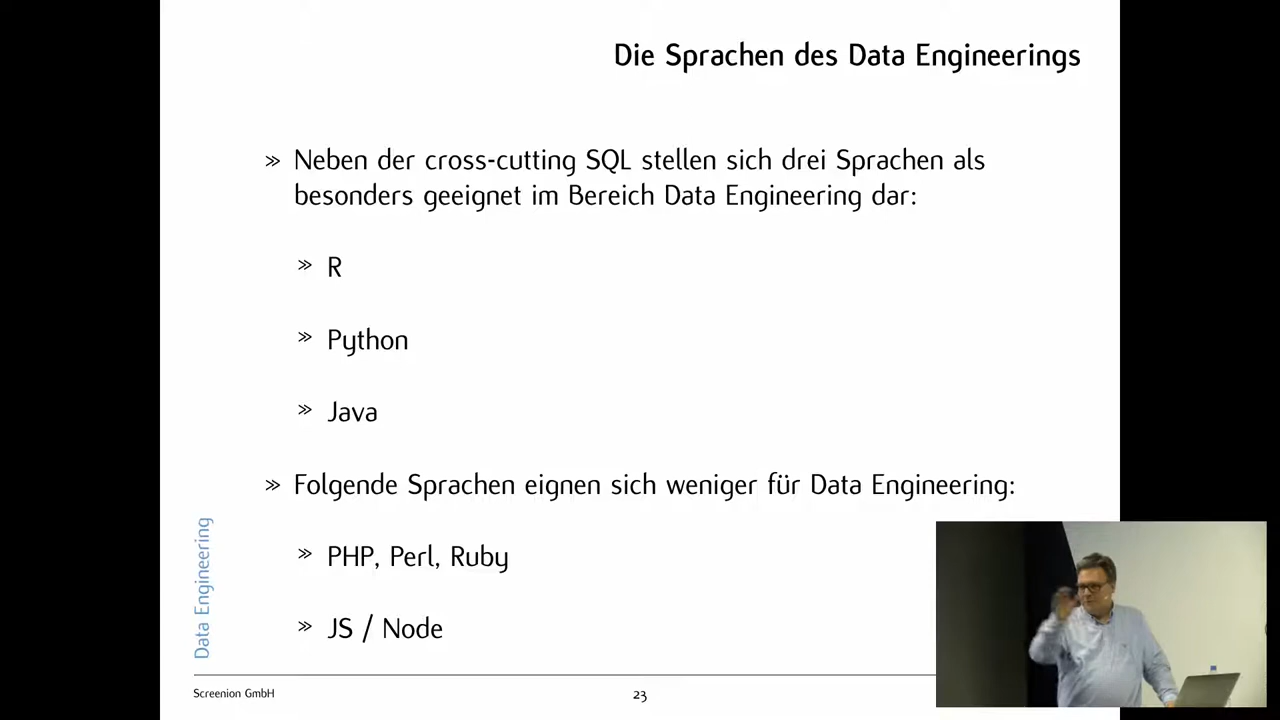 Die Sprachen des Data Engineerings
» Neben der cross-cutting SQL stellen sich drei Sprachen als
besonders geeignet im Bereich Data Engineering dar:
» R
» Python
» Java
» Folgende Sprachen eignen sich weniger für Data Engineering:
» PHP, Perl, Ruby
» JS / Node
Data Engineering
Screenion GmbH
23